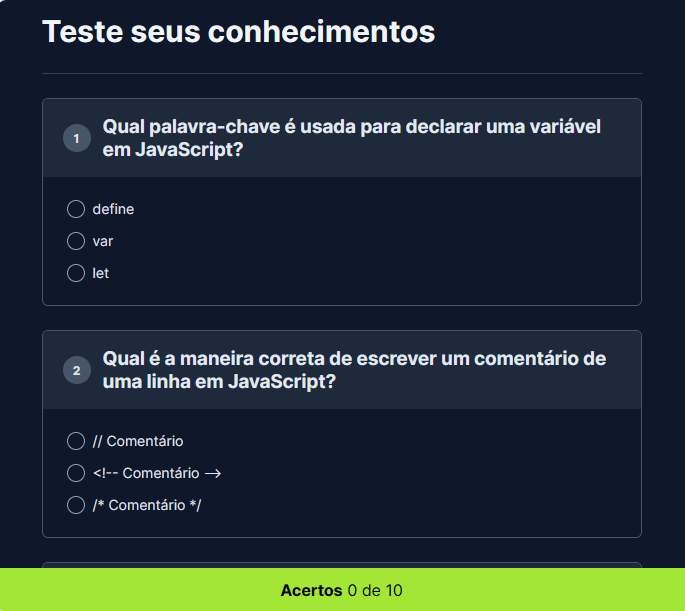 Teste seus conhecimentos
1
Qual palavra-chave é usada para declarar uma variável
em JavaScript?
define
var
let
2
Qual é a maneira correta de escrever um comentário de
uma linha em JavaScript?
// Comentário
<!-- Comentário -->
/* Comentário */
Acertos 0 de 10